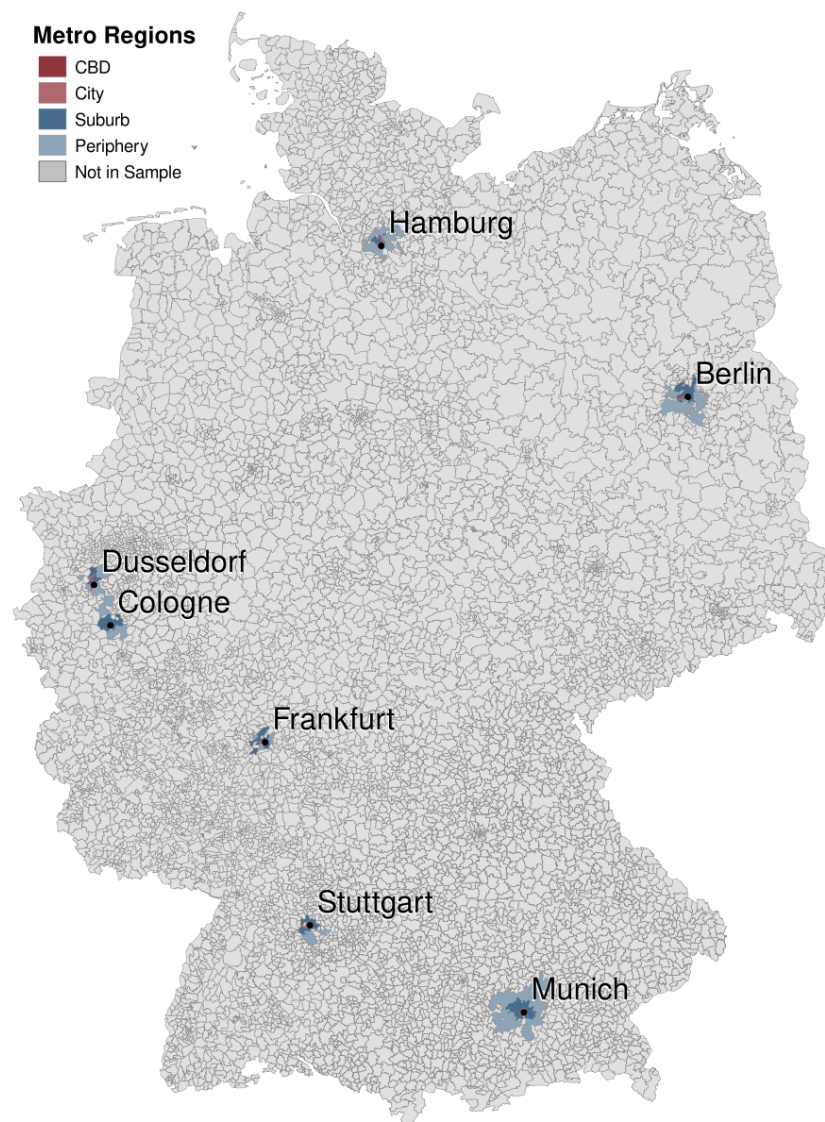 Metro Regions
CBD
City
Suburb
Periphery
Not in Sample
Hamburg
Berlin
Dusseldorf
Cologne
Frankfurt
Stuttgart
Munich